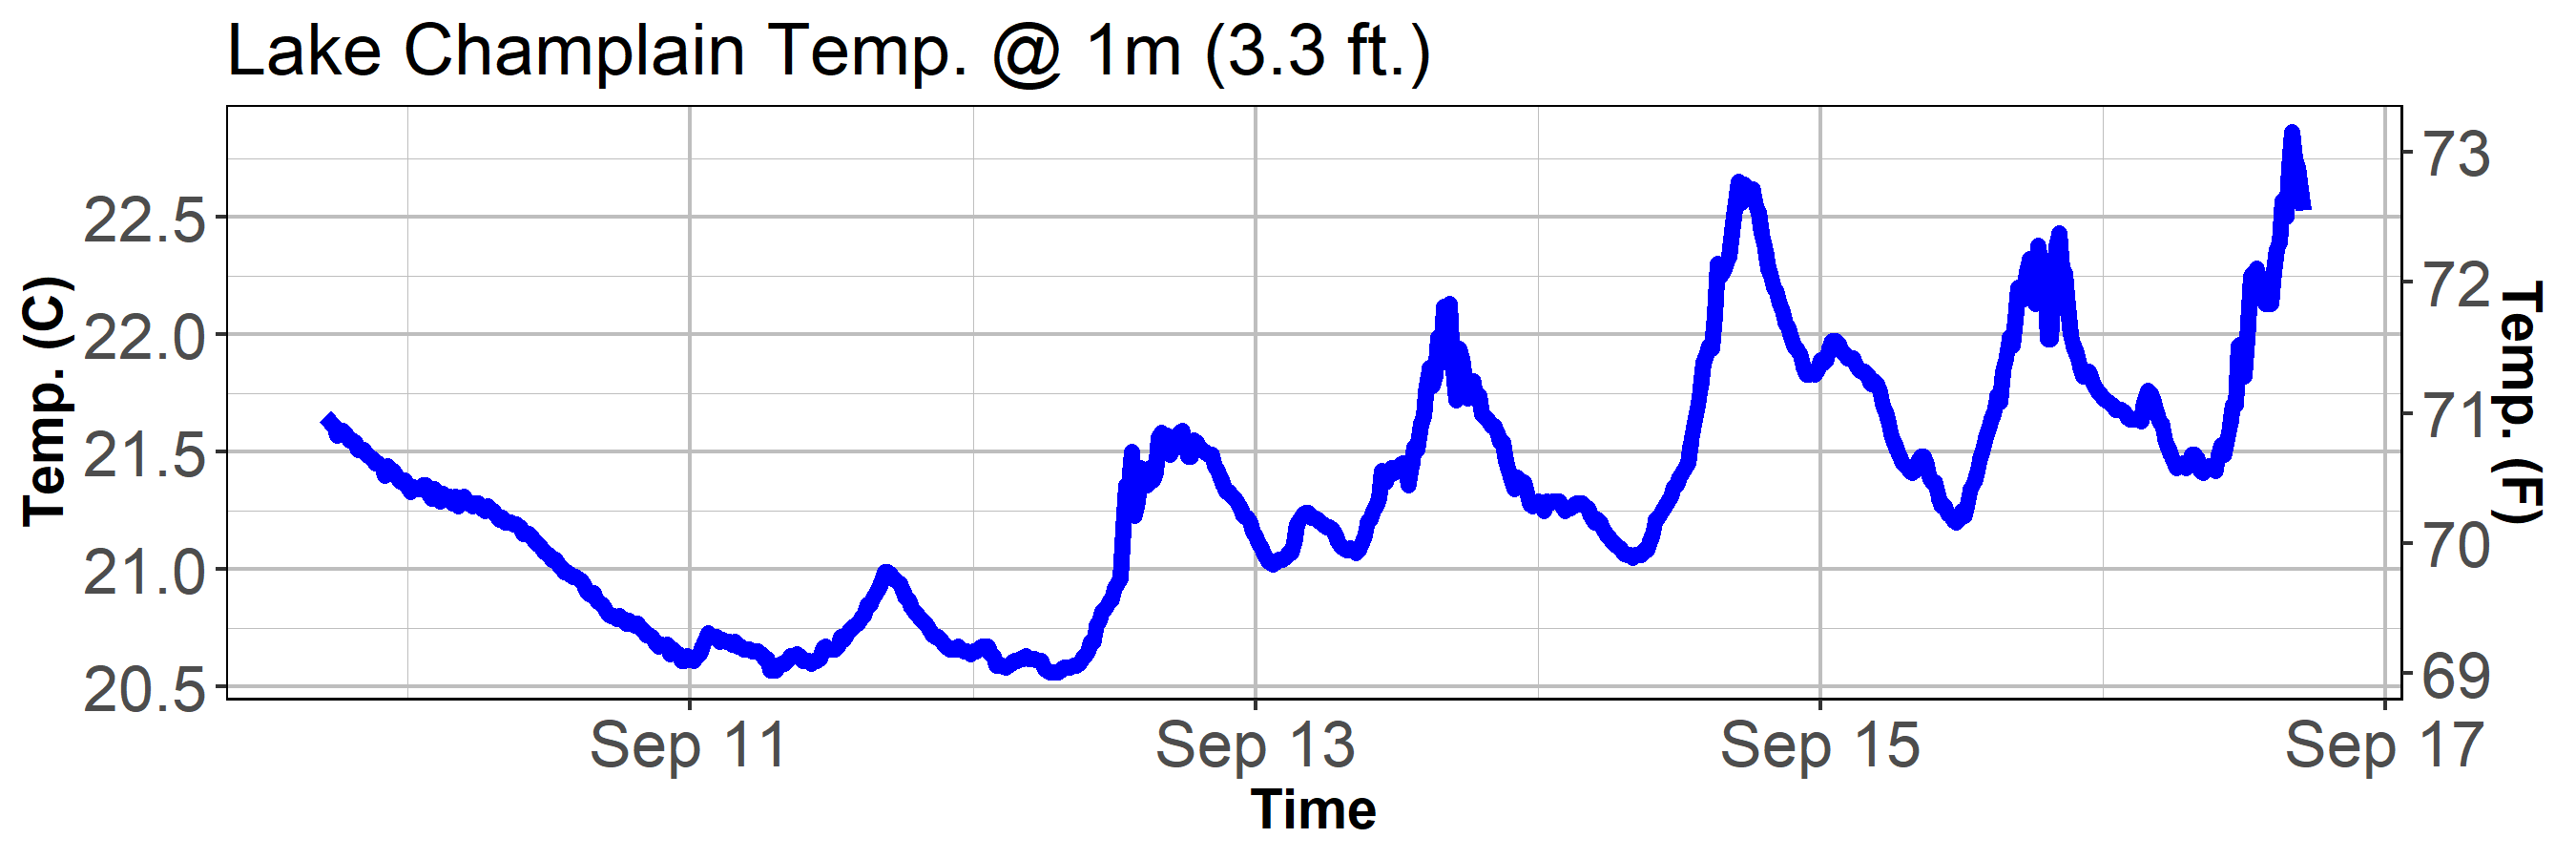 Lake Champlain Temp. @ 1m (3.3 ft.)
Temp. (C)
22.5
22.0
21.5
21.0
20.5
73
72
71
70
69
Temp. (F)
Sep 11
Sep 13
Sep 15
Sep 17
Time